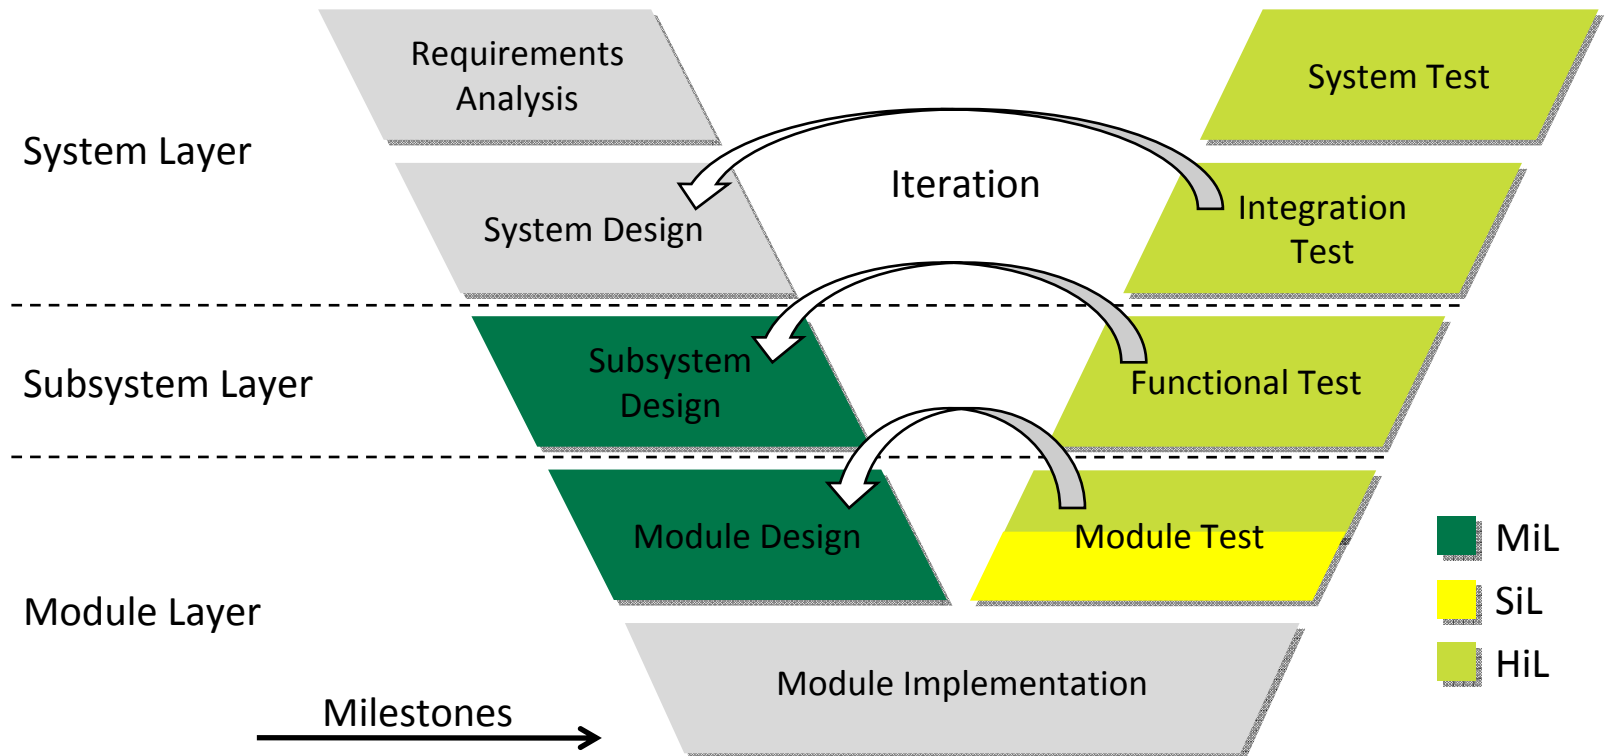 Requirements
Analysis
System Test
System Layer
Iteration
System Design
Integration
Test
Subsystem Layer
Subsystem
Design
Functional Test
Module Design
Module Test
MiL
SiL
HiL
Module Layer
Module Implementation
Milestones